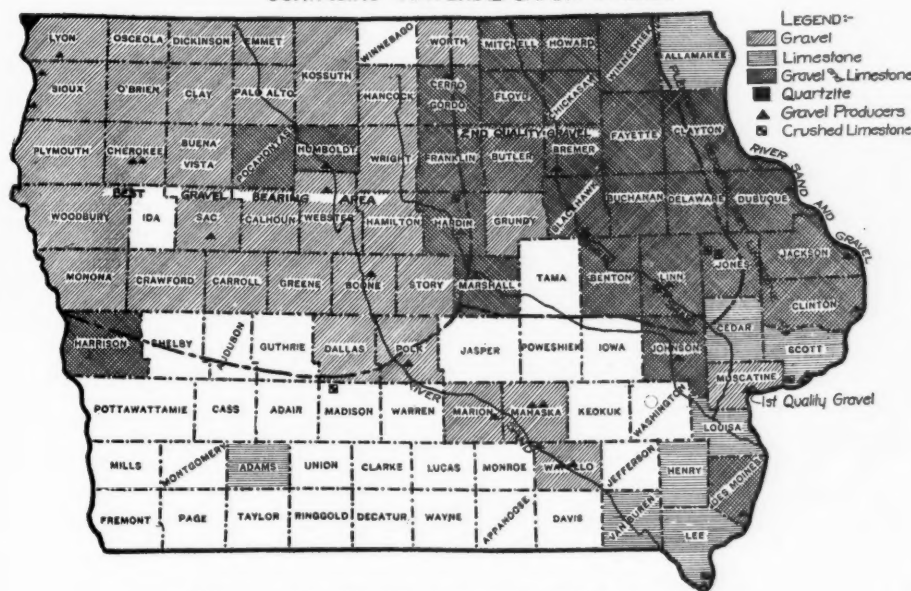 LEGEND:-
Gravel
Limestone
Gravel & Limestone
Quartzite
Gravel Producers
Crushed Limestone
LYON OSCEOLA DICKINSON EMMET WINNEBAGO WORTH MITCHELL HOWARD WINNESHIEK ALLAMAKEE
KOSSUTH
SIOUX O'BRIEN CLAY PALO ALTO HANCOCK CERRO GORDO FLOYD CHICKASAW
2ND QUALITY GRAVEL
PLYMOUTH CHEROKEE BUENA VISTA POCAHONTAS HUMBOLDT WRIGHT FRANKLIN BUTLER BREMER FAYETTE CLAYTON
BEST GRAVEL BEARING AREA
RIVER SAND AND GRAVEL
WOODBURY IDA SAC CALHOUN WEBSTER HAMILTON HARDIN GRUNDY BLACKHAWK BUCHANAN DELAWARE DUBUQUE
MONONA CRAWFORD CARROLL GREENE BOONE STORY MARSHALL TAMA BENTON LINN JONES JACKSON
CLINTON
CEDAR
HARRISON SHELBY AUDUBON GUTHRIE DALLAS POLK JASPER POWESHIEK IOWA JOHNSON SCOTT
MUSCATINE
1st Quality Gravel
RIVER SAND
POTTAWATTAMIE CASS ADAIR MADISON WARREN MARION MAHASKA KEOKUK WASHINGTON LOUISA
MILLS MONTGOMERY ADAMS UNION CLARKE LUCAS MONROE WAPELLO JEFFERSON HENRY DES MOINES
FREMONT PAGE TAYLOR RINGGOLD DECATUR WAYNE APPANOOSE DAVIS VAN BUREN LEE